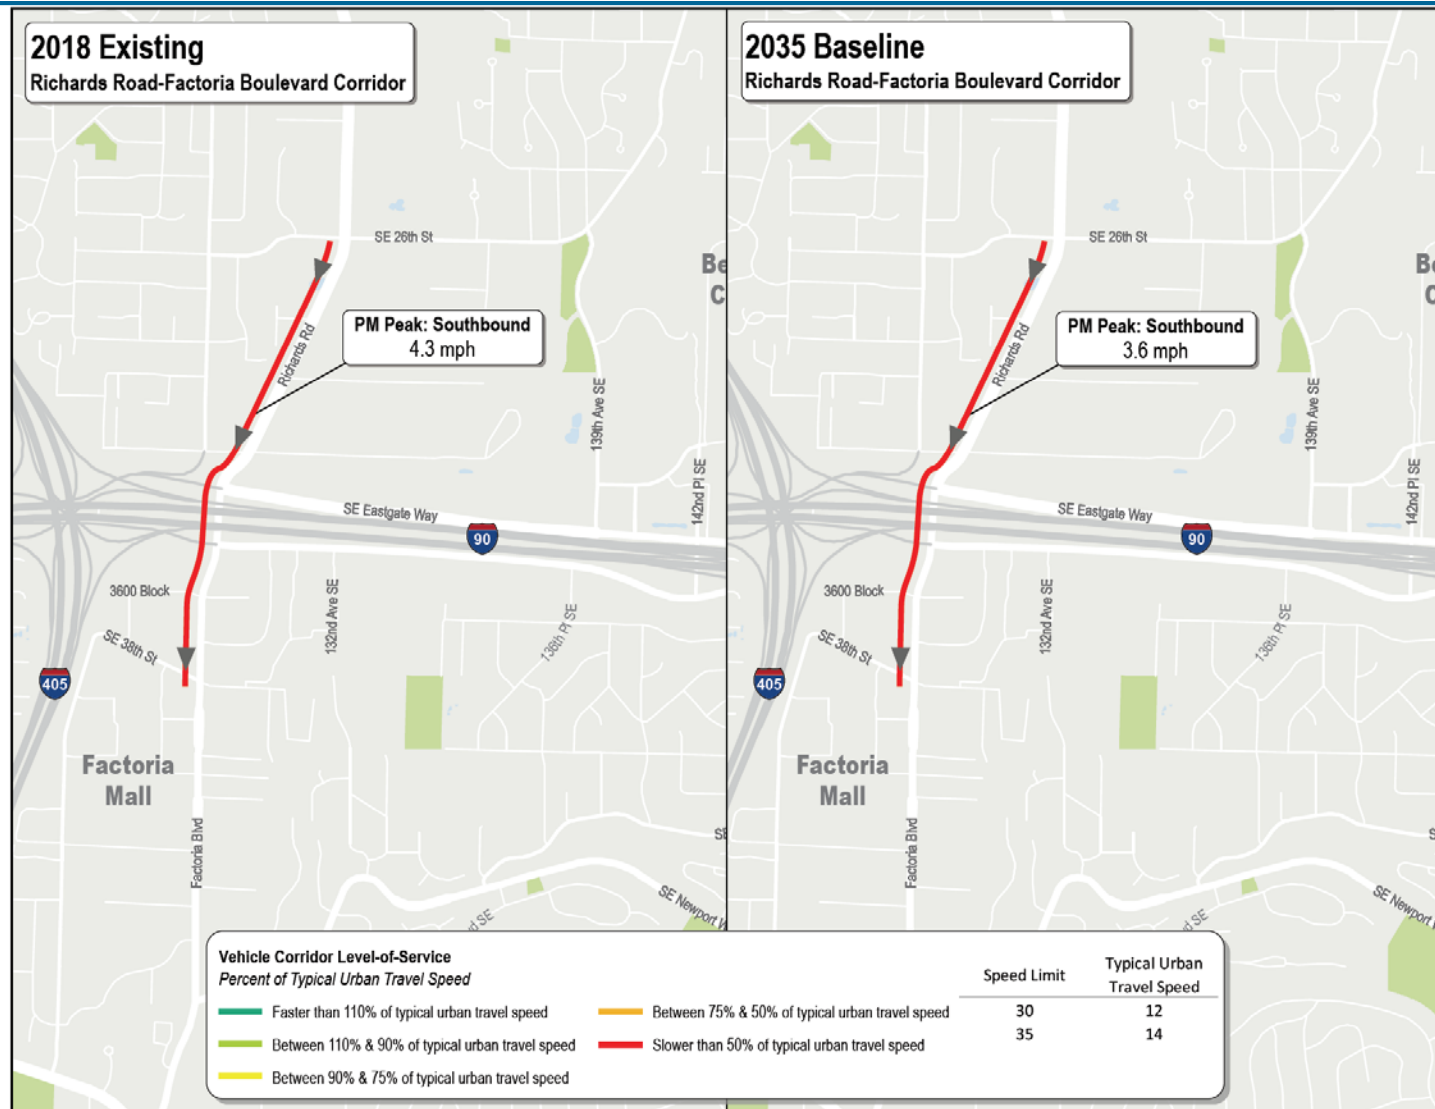 2018 Existing
Richards Road-Factoria Boulevard Corridor
SE 26th St
Be
C
PM Peak: Southbound
4.3 mph
Richards Rd
139th Ave SE
142nd Pl SE
SE Eastgate Way
90
3600 Block
132nd Ave SE
136th Pl SE
SE 38th St
405
Factoria
Mall
Factoria Blvd
SE
SE Newport W
rd SE
2035 Baseline
Richards Road-Factoria Boulevard Corridor
SE 26th St
Be
C
PM Peak: Southbound
3.6 mph
Richards Rd
139th Ave SE
142nd Pl SE
SE Eastgate Way
90
3600 Block
132nd Ave SE
136th Pl SE
SE 38th St
405
Factoria
Mall
Factoria Blvd
S
SE Newport W
rd SE
Vehicle Corridor Level-of-Service
Percent of Typical Urban Travel Speed
Faster than 110% of typical urban travel speed
Between 110% & 90% of typical urban travel speed
Between 90% & 75% of typical urban travel speed
Between 75% & 50% of typical urban travel speed
Slower than 50% of typical urban travel speed
Speed Limit Typical Urban
Travel Speed
30 12
35 14